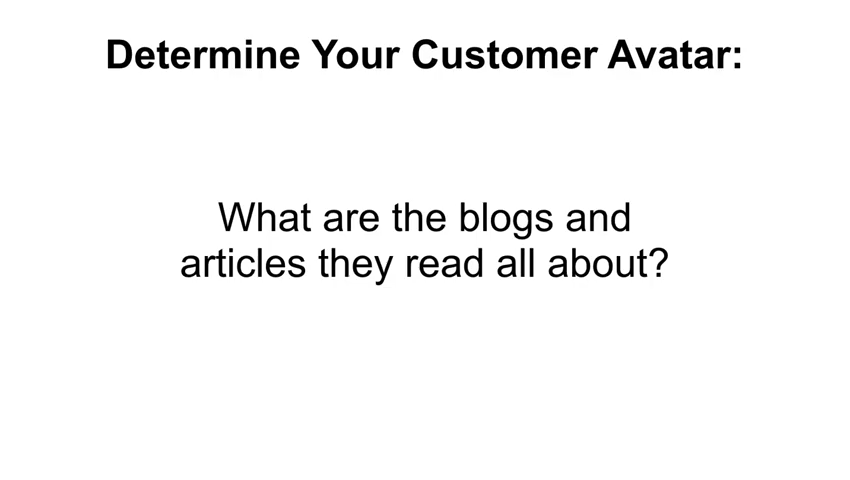 Determine Your Customer Avatar:
What are the blogs and
articles they read all about?